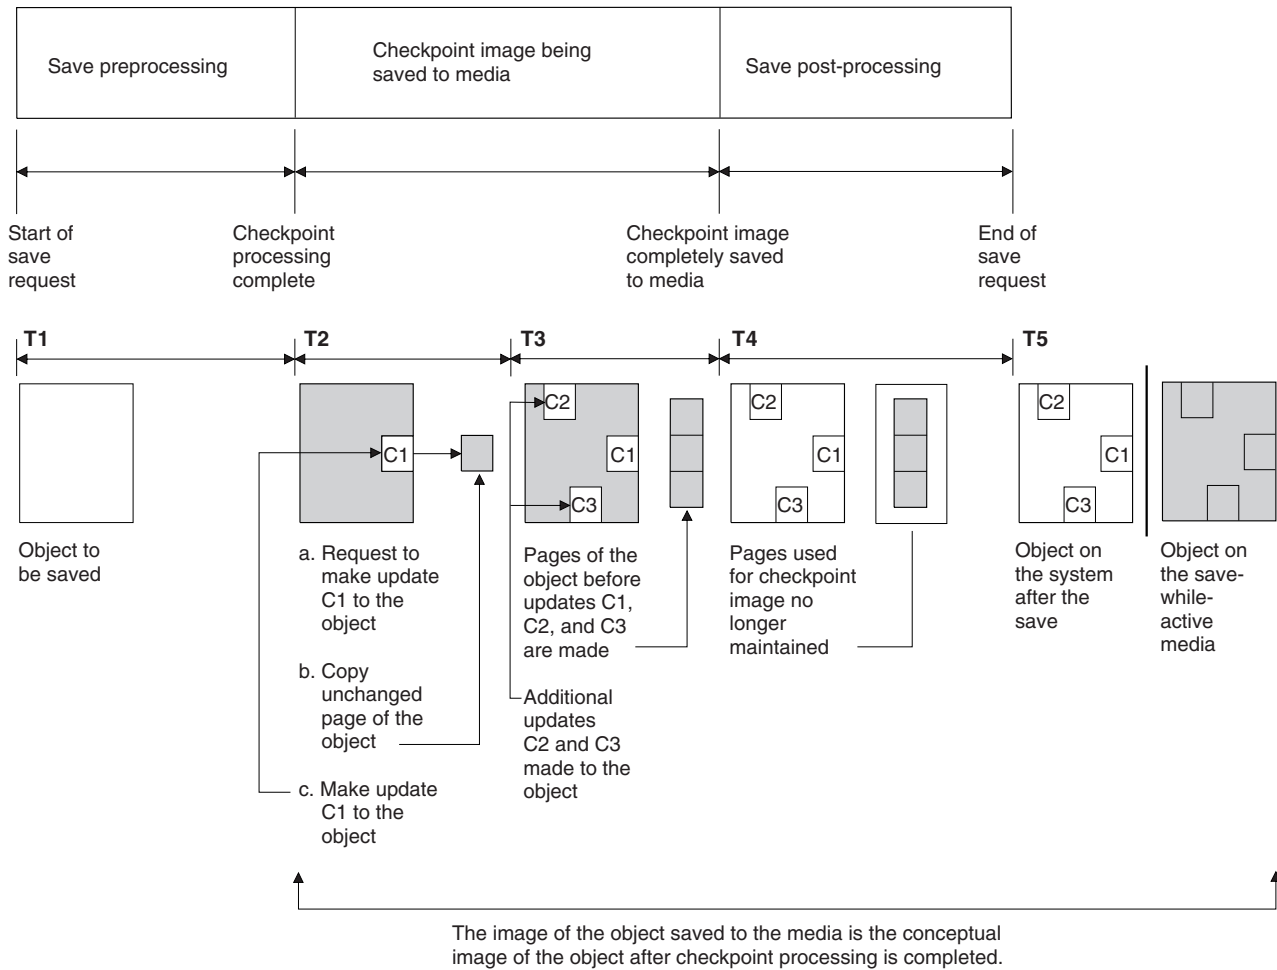 Save preprocessing
Checkpoint image being
saved to media
Save post-processing
Start of
save
request
Checkpoint
processing
complete
Checkpoint image
completely saved
to media
End of
save
request
T1
T2
T3
T4
T5
C1
C2
C1
C3
C2
C1
C3
C2
C1
C3
Object to
be saved
a. Request to
make update
C1 to the
object
b. Copy
unchanged
page of the
object
c. Make update
C1 to the
object
Pages of the
object before
updates C1,
C2, and C3
are made
Additional
updates
C2 and C3
made to the
object
Pages used
for checkpoint
image no
longer
maintained
Object on
the system
after the
save
Object on
the save-
while-
active
media
The image of the object saved to the media is the conceptual
image of the object after checkpoint processing is completed.